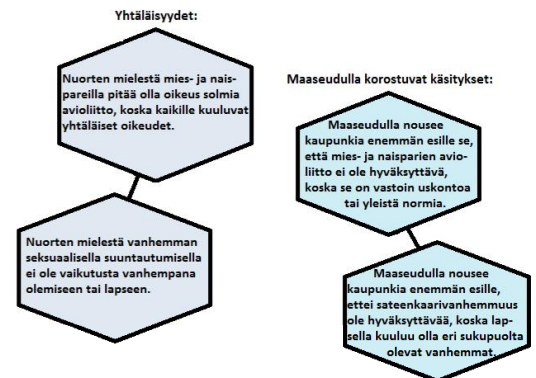 Yhtäläisyydet:
Nuorten mielestä mies- ja nais-
pareilla pitää olla oikeus solmia
avioliitto, koska kaikille kuuluvat
yhtäläiset oikeudet.
Nuorten mielestä vanhemman
seksuaalisella suuntautumisella
ei ole vaikutusta vanhempana
olemiseen tai lapseen.
Maaseudulla korostuvat käsitykset:
Maaseudulla nousee
kaupunkia enemmän esille se,
että mies- ja naisparien avio-
liitto ei ole hyväksyttävä,
koska se on vastoin uskontoa
tai yleistä normia.
Maaseudulla nousee
kaupunkia enemmän esille,
ettei sateenkaarivanhemmuus
ole hyväksyttävää, koska lap-
sella kuuluu olla eri sukupuolta
olevat vanhemmat.